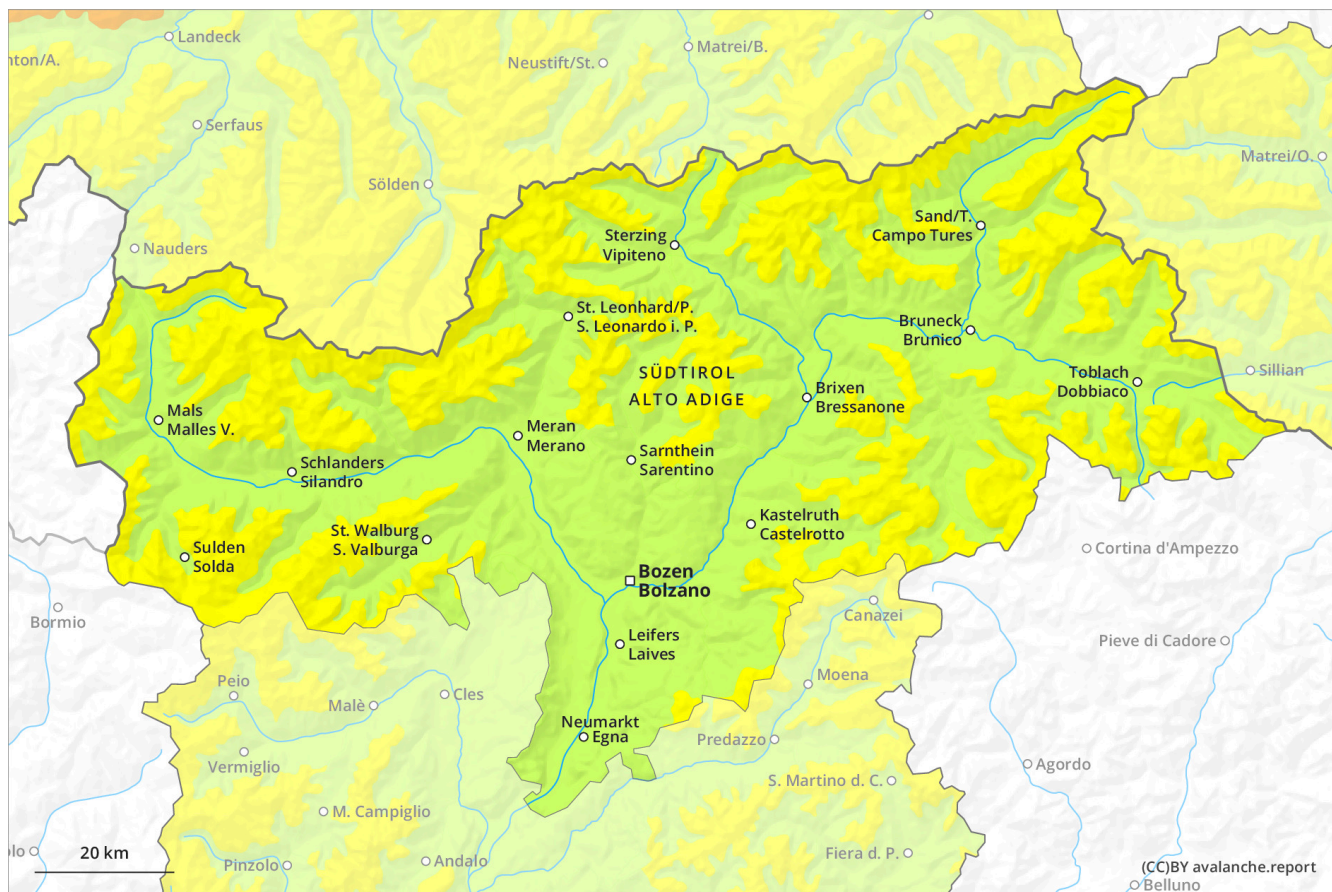 Landeck
nton/A.
Matrei/B.
Neustift/St.
Serfaus
Matrei/O.
Sölden
Sand/T.
Campo Tures
Nauders
Sterzing
Vipiteno
St. Leonhard/P.
S. Leonardo i. P.
Bruneck
Brunico
SÜDTIROL
ALTO ADIGE
Toblach
Dobbiaco
Sillian
Brixen
Bressanone
Mals
Malles V.
Meran
Merano
Sarnthein
Sarentino
Schlanders
Silandro
Kastelruth
Castelrotto
St. Walburg
S. Valburga
Sulden
Solda
Cortina d'Ampezzo
Bozen
Bolzano
Bormio
Canazei
Leifers
Laives
Pieve di Cadore
Peio
Moena
Cles
Malè
Neumarkt
Egna
Predazzo
Vermiglio
Agordo
S. Martino d. C.
M. Campiglio
olo
20 km
Pinzolo
Andalo
Fiera d. P.
(CC)BY avalanche.report
Belluno